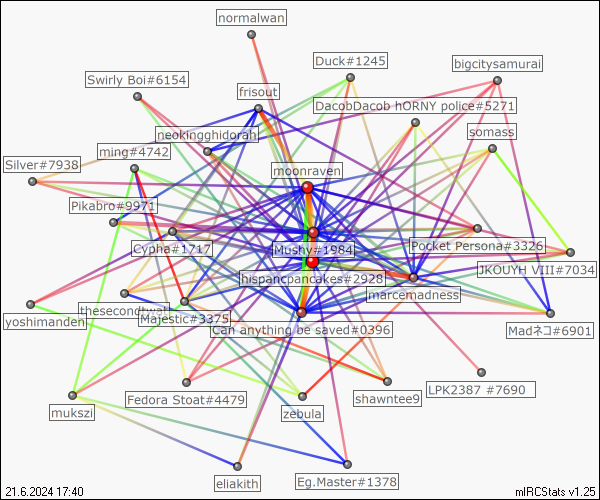 normalwan
Duck#1245
bigcitysamurai
Swirly Boi#6154
frisout
DacobDacob hORNY police#5271
neokingghidorah
somass
ming#4742
Silver#7938
moonraven
Pikabro#9971
Cypha#1717
Mushy#1984
Pocket Persona#3326
JKOUYH VIII#7034
hispancpancakes#2928
marcemadness
thesecondtwat
Majestic#3375
yoshimanden
Can anything be saved#0396
Madネコ#6901
LPK2387 #7690
Fedora Stoat#4479
shawntee9
mukszi
zebula
eliakith
Eg.Master#1378
21.6.2024 17:40
mIRCStats v1.25